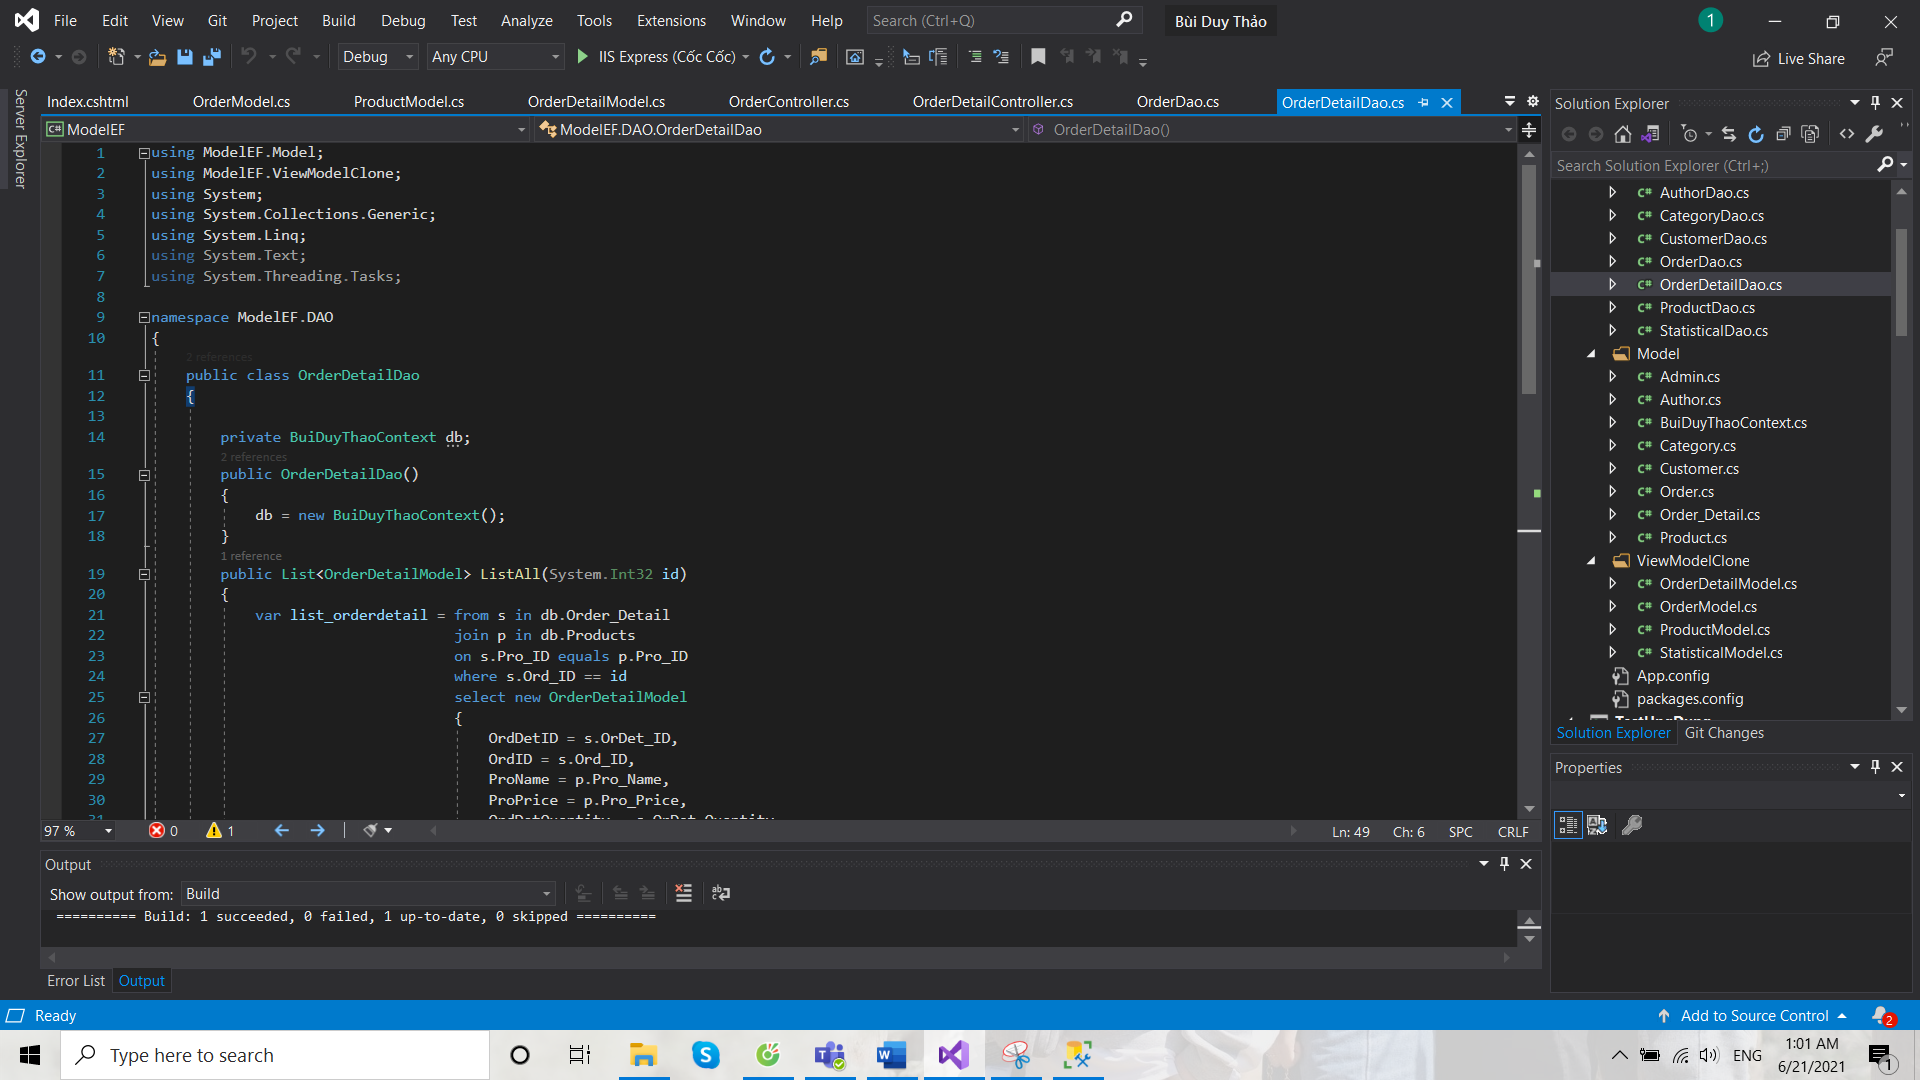 File Edit View Git Project Build Debug Test Analyze Tools Extensions Window Help Search (Ctrl+Q) Bùi Duy Thảo 1
Debug Any CPU IIS Express (Cốc Cốc) Live Share
Server Explorer
Index.cshtml OrderModel.cs ProductModel.cs OrderDetailModel.cs OrderController.cs OrderDetailController.cs OrderDao.cs OrderDetailDao.cs
C# ModelEF ModelEF.DAO.OrderDetailDao OrderDetailDao()
1 using ModelEF.Model;
2 using ModelEF.ViewModelClone;
3 using System;
4 using System.Collections.Generic;
5 using System.Linq;
6 using System.Text;
7 using System.Threading.Tasks;
8
9 namespace ModelEF.DAO
10 {
2 references
11 public class OrderDetailDao
12 {
13
14 private BuiDuyThaoContext db;
2 references
15 public OrderDetailDao()
16 {
17 db = new BuiDuyThaoContext();
18 }
1 reference
19 public List<OrderDetailModel> ListAll(System.Int32 id)
20 {
21 var list_orderdetail = from s in db.Order_Detail
22 join p in db.Products
23 on s.Pro_ID equals p.Pro_ID
24 where s.Ord_ID == id
25 select new OrderDetailModel
26 {
27 OrdDetID = s.OrDet_ID,
28 OrdID = s.Ord_ID,
29 ProName = p.Pro_Name,
30 ProPrice = p.Pro_Price,
97 % 0 1 Ln: 49 Ch: 6 SPC CRLF
Output
Show output from: Build
========== Build: 1 succeeded, 0 failed, 1 up-to-date, 0 skipped ==========
Error List Output
Solution Explorer
Search Solution Explorer (Ctrl+;)
C# AuthorDao.cs
C# CategoryDao.cs
C# CustomerDao.cs
C# OrderDao.cs
C# OrderDetailDao.cs
C# ProductDao.cs
C# StatisticalDao.cs
Model
C# Admin.cs
C# Author.cs
C# BuiDuyThaoContext.cs
C# Category.cs
C# Customer.cs
C# Order.cs
C# Order_Detail.cs
C# Product.cs
ViewModelClone
C# OrderDetailModel.cs
C# OrderModel.cs
C# ProductModel.cs
C# StatisticalModel.cs
App.config
packages.config
Solution Explorer Git Changes
Properties
Ready Add to Source Control 2
Type here to search ENG 1:01 AM 6/21/2021 1